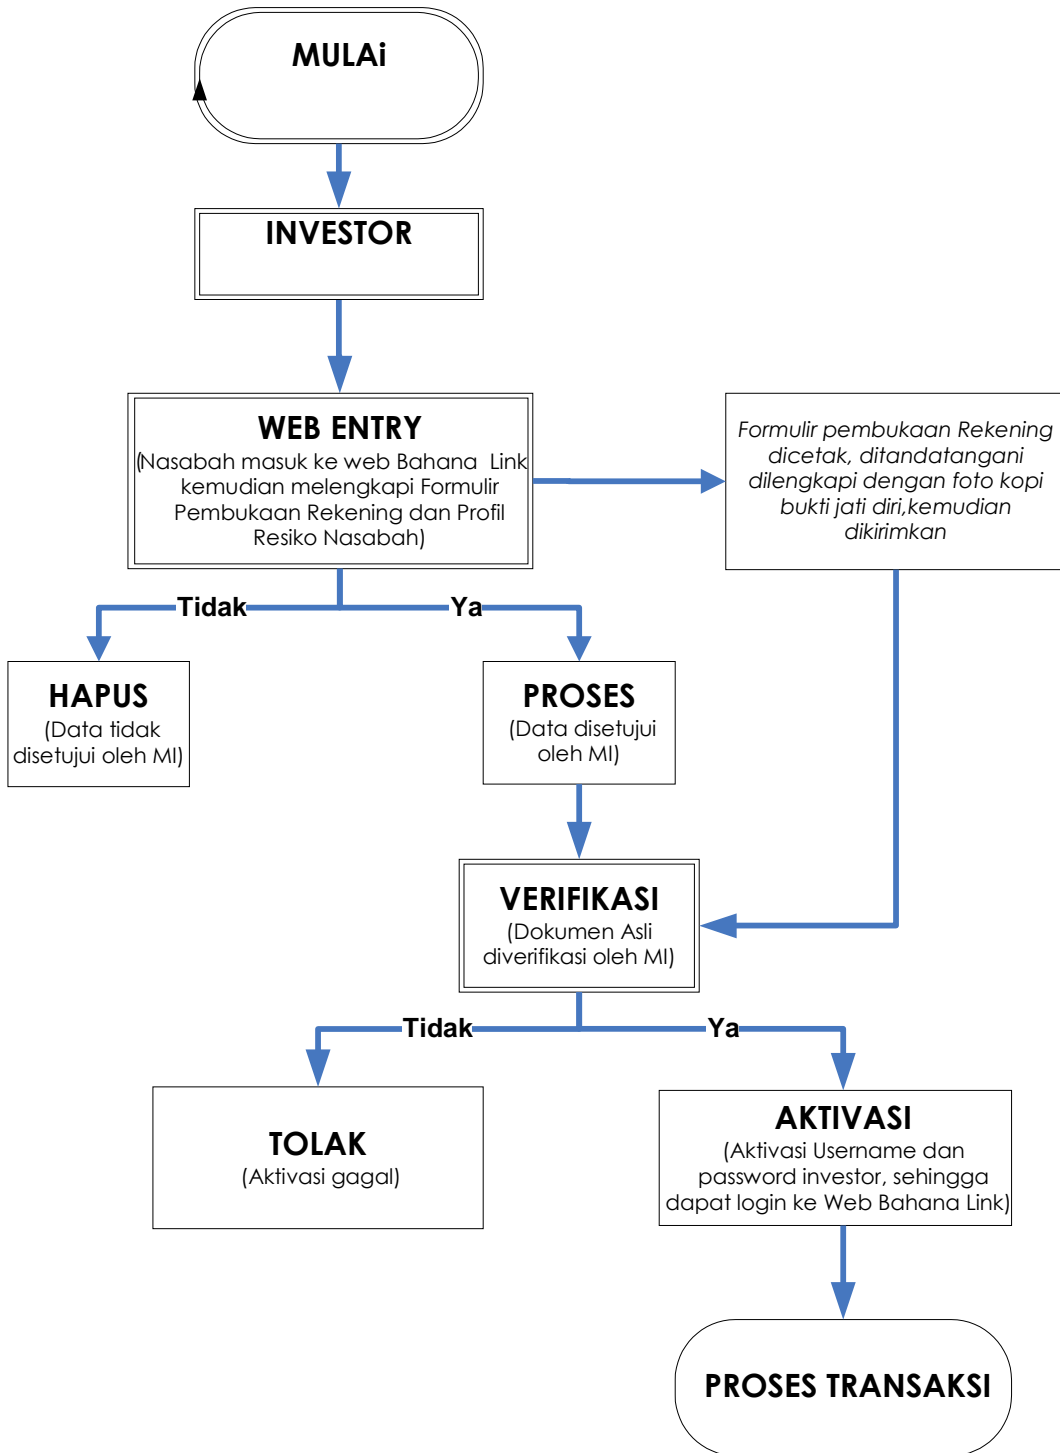 MULAi
INVESTOR
WEB ENTRY
(Nasabah masuk ke web Bahana  Link
kemudian melengkapi Formulir
Pembukaan Rekening dan Profil
Resiko Nasabah)
Formulir pembukaan Rekening
dicetak, ditandatangani
dilengkapi dengan foto kopi
bukti jati diri,kemudian
dikirimkan
Tidak
Ya
HAPUS
(Data tidak
disetujui oleh MI)
PROSES
(Data disetujui
oleh MI)
VERIFIKASI
(Dokumen Asli
diverifikasi oleh MI)
Tidak
Ya
TOLAK
(Aktivasi gagal)
AKTIVASI
(Aktivasi Username dan
password investor, sehingga
dapat login ke Web Bahana Link)
PROSES TRANSAKSI